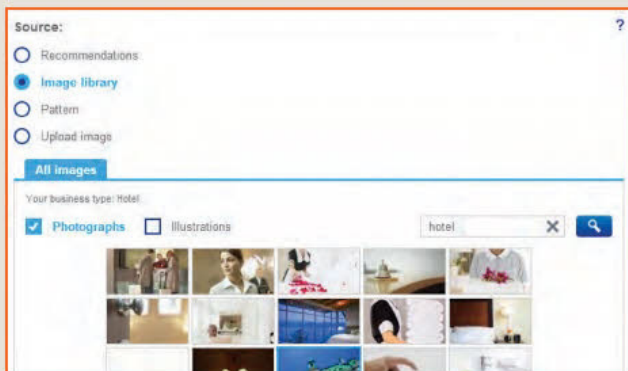 Source:
?
Recommendations
Image library
Pattern
Upload image
All images
Your business type: Hotel
Photographs Illustrations hotel